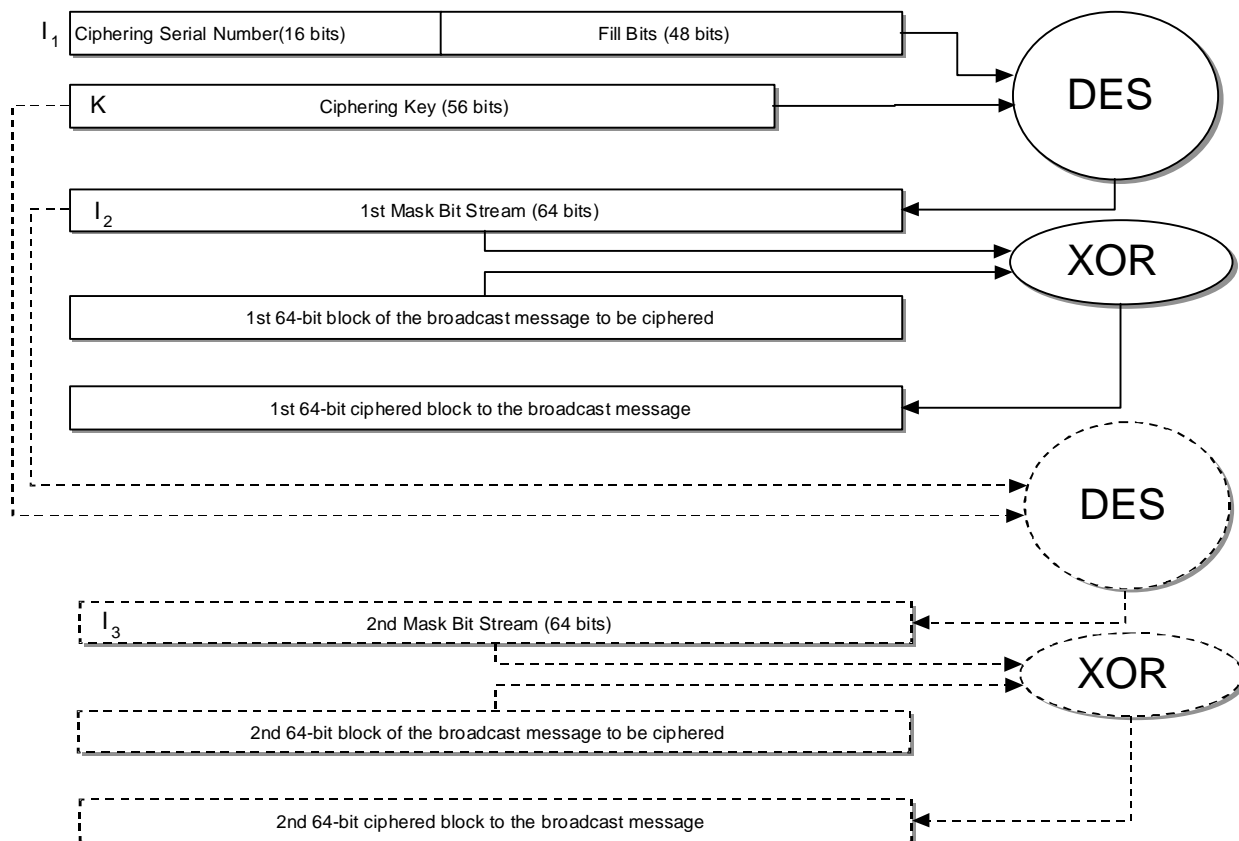 I1 Ciphering Serial Number(16 bits) Fill Bits (48 bits)
DES
K Ciphering Key (56 bits)
I2 1st Mask Bit Stream (64 bits)
XOR
1st 64-bit block of the broadcast message to be ciphered
1st 64-bit ciphered block to the broadcast message
DES
I3 2nd Mask Bit Stream (64 bits)
XOR
2nd 64-bit block of the broadcast message to be ciphered
2nd 64-bit ciphered block to the broadcast message